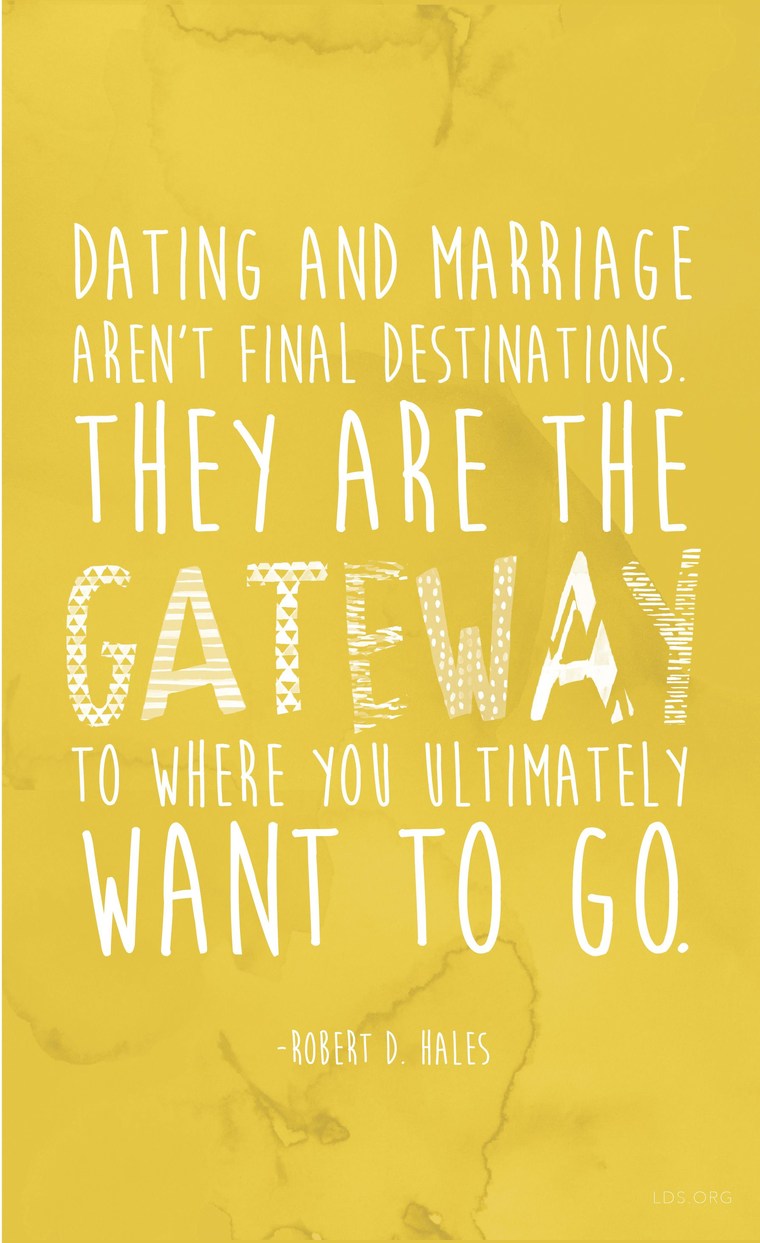 DATING AND MARRIAGE
AREN'T FINAL DESTINATIONS.
THEY ARE THE
GATEWAY
TO WHERE YOU ULTIMATELY
WANT TO GO.
-ROBERT D. HALES
LDS.ORG